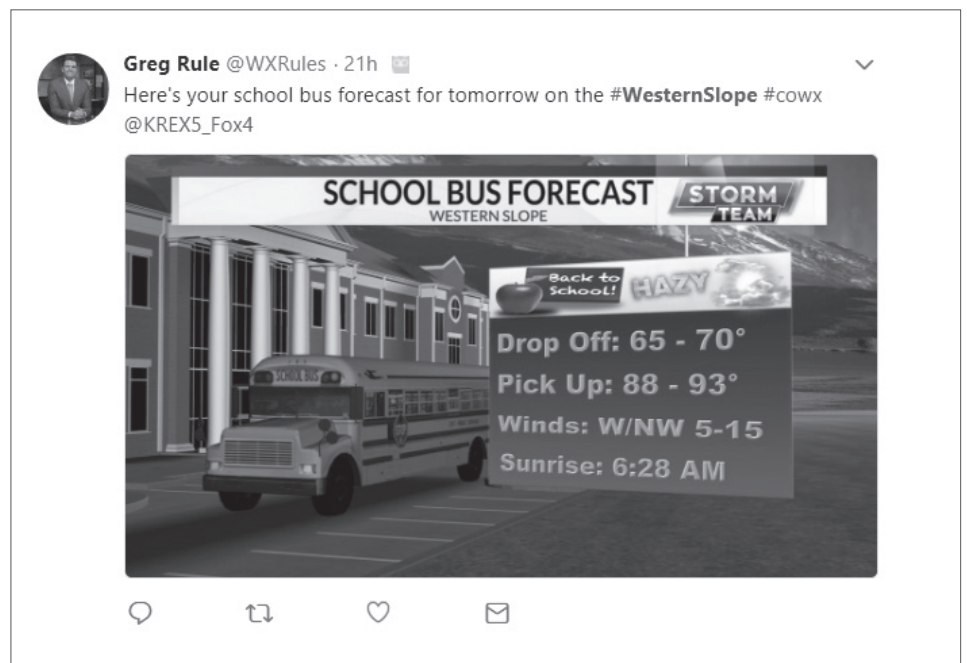 Greg Rule @WXRules · 21h
Here's your school bus forecast for tomorrow on the #WesternSlope #cowx
@KREX5_Fox4
SCHOOL BUS FORECAST
WESTERN SLOPE
STORM
TEAM
Back to
School!
HAZY
SCHOOL BUS
Drop Off: 65 - 70°
Pick Up: 88 - 93°
Winds: W/NW 5-15
Sunrise: 6:28 AM